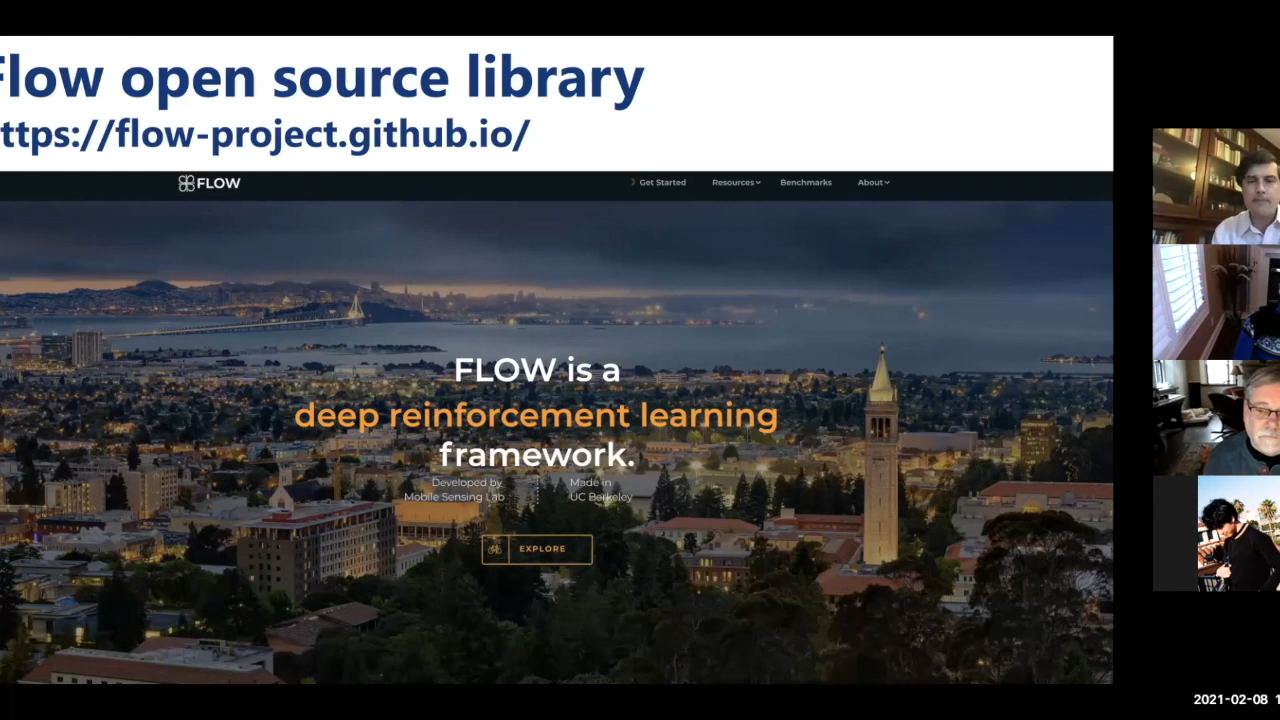 Flow open source library
ttps://flow-project.github.io/
FLOW
Get Started Resources Benchmarks About
FLOW is a
deep reinforcement learning
framework.
Developed by
Mobile Sensing Lab
Made in
UC Berkeley
EXPLORE
2021-02-08 1